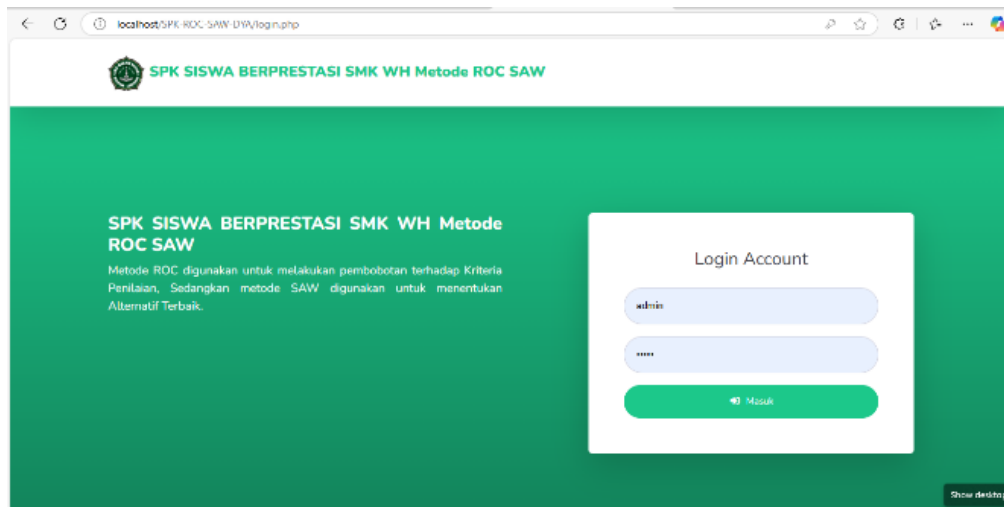 localhost/SPK-ROC-SAW-DYA/login.php
SPK SISWA BERPRESTASI SMK WH Metode ROC SAW
SPK SISWA BERPRESTASI SMK WH Metode
ROC SAW
Metode ROC digunakan untuk melakukan pembobotan terhadap Kriteria
Penilaian, Sedangkan metode SAW digunakan untuk menentukan
Alternatif Terbaik.
Login Account
admin
•••••
Masuk
Show desktop